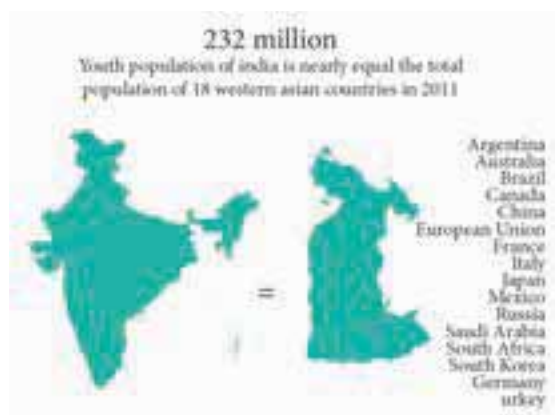 232 million
Youth population of india is nearly equal the total
population of 18 western asian countries in 2011
=
Argentina
Australia
Brazil
Canada
China
European Union
France
Italy
Japan
Mexico
Russia
Saudi Arabia
South Africa
South Korea
Germany
urkey